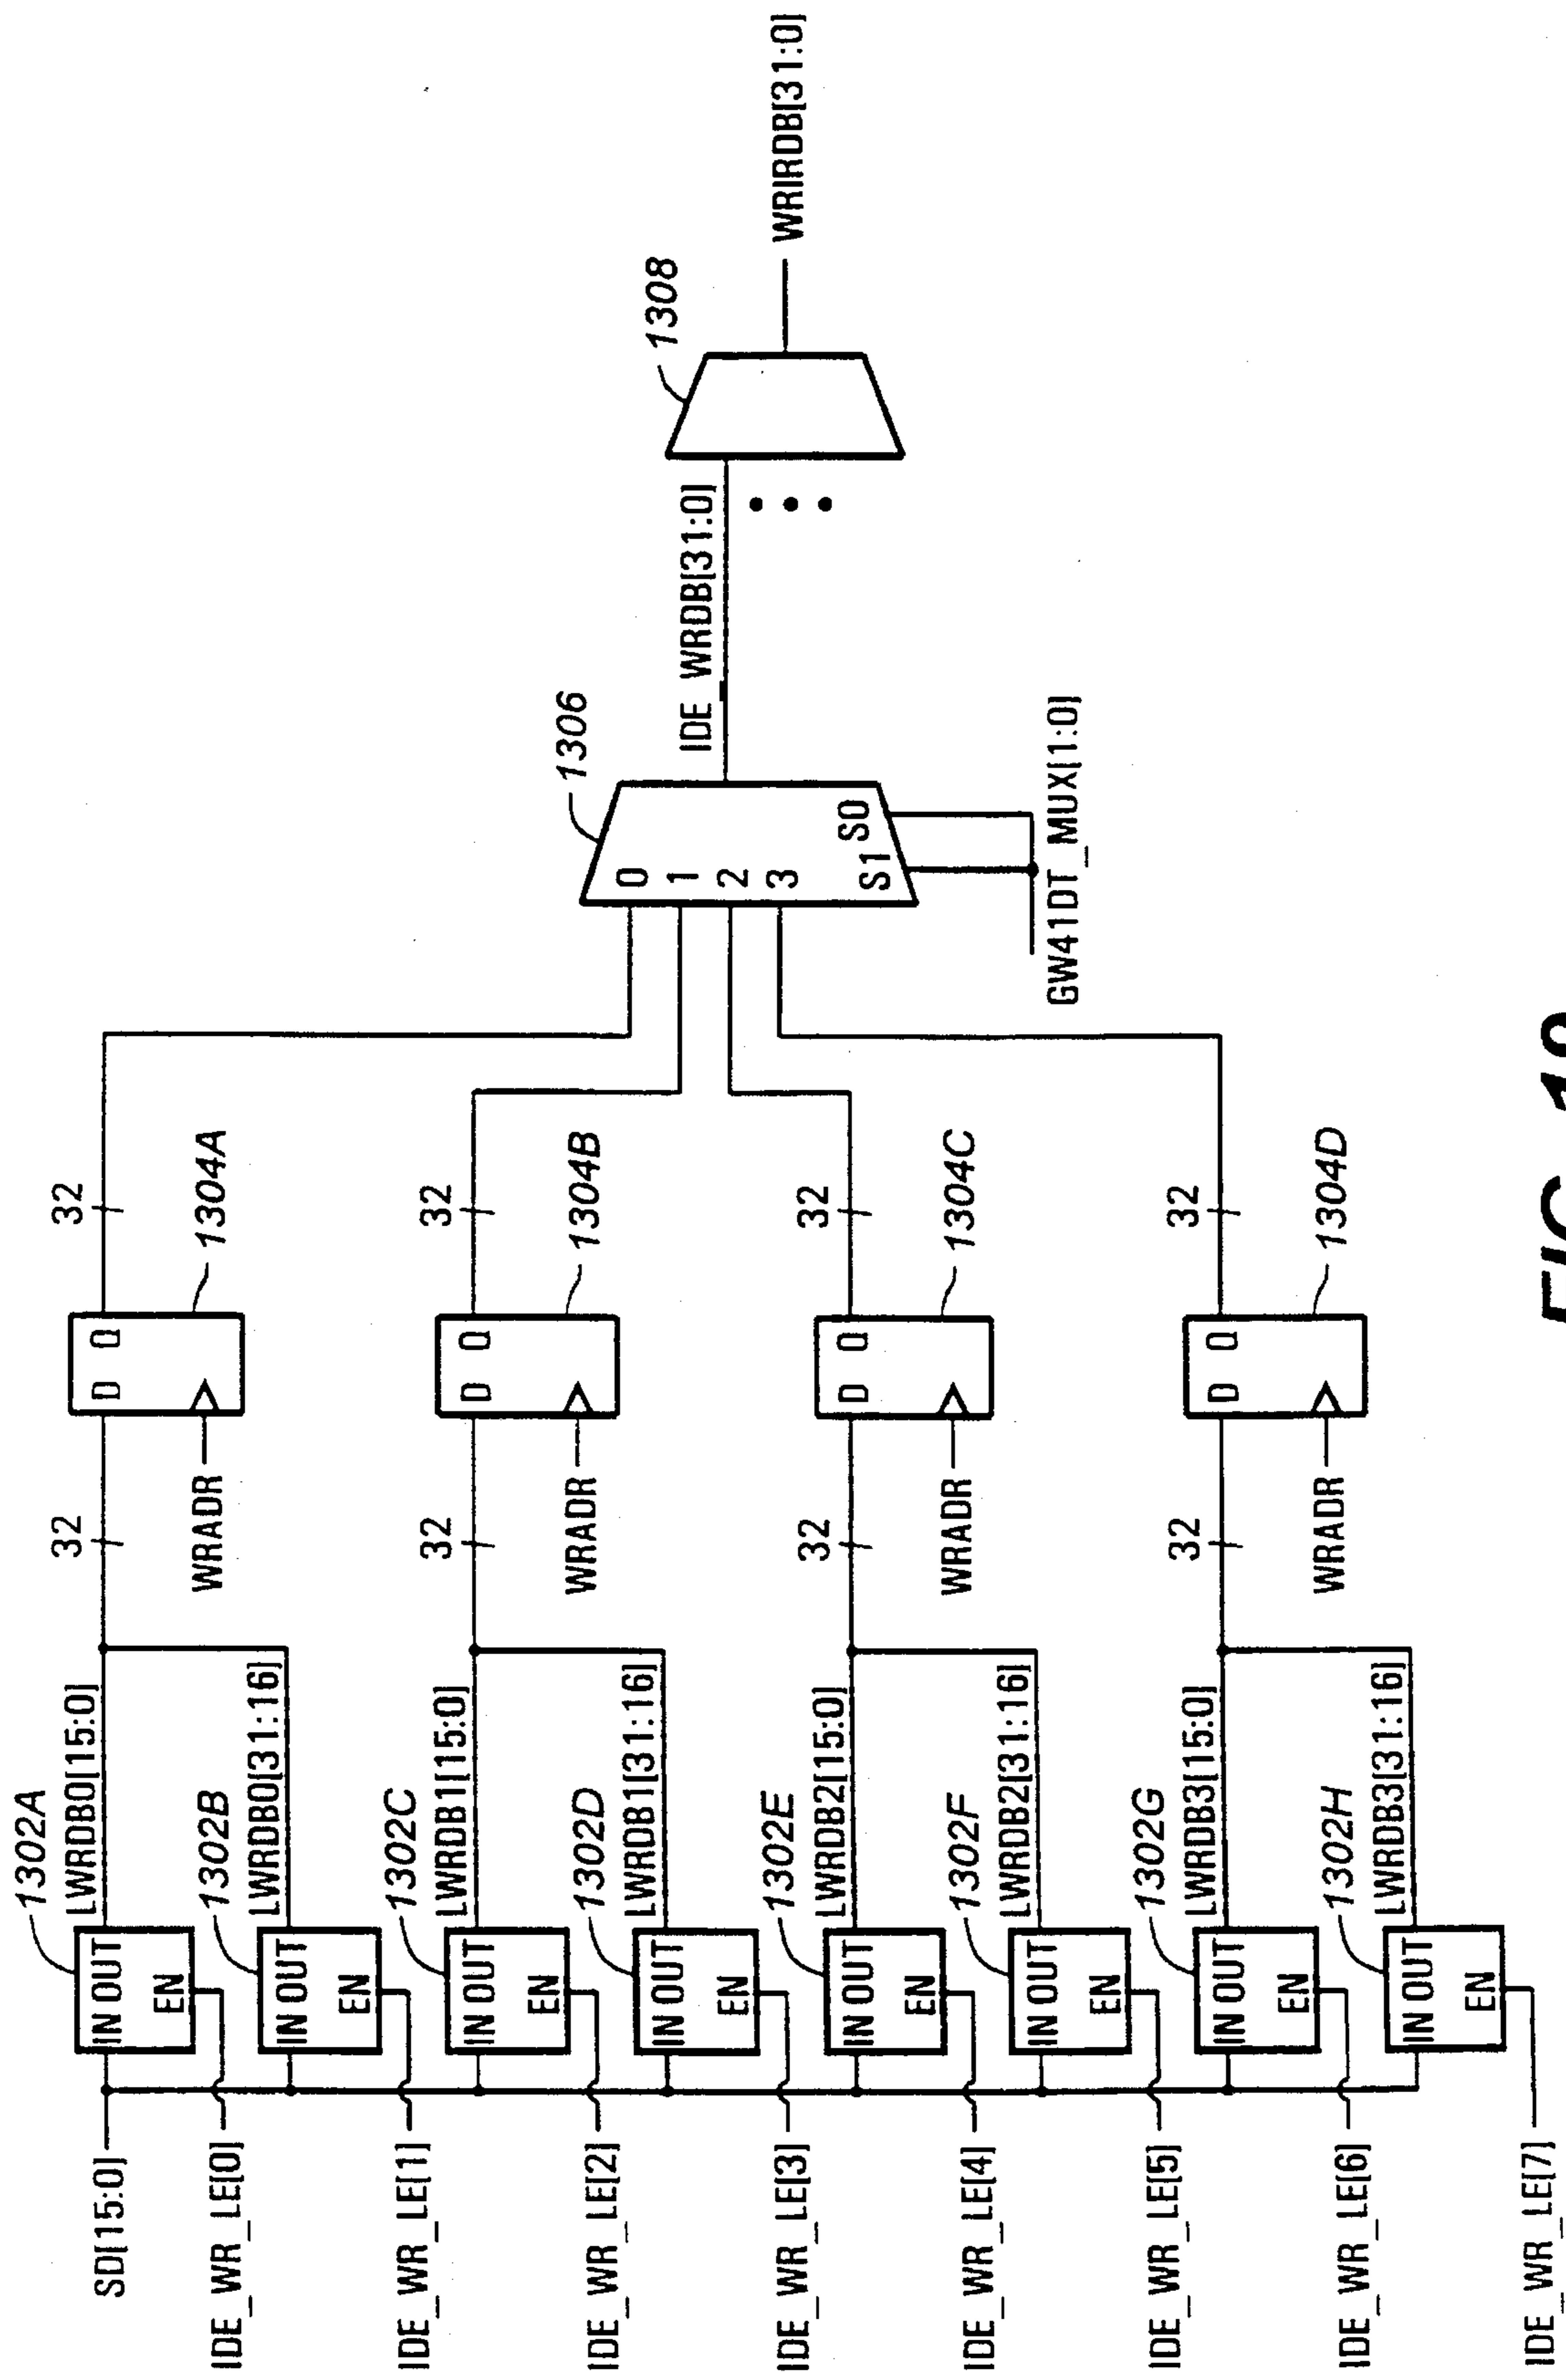 1302A
SD[15:0]
IN OUT
EN
LWRDB0[15:0]
32
D Q
WRADR
1304A
32
IDE_WR_LE[0]
1302B
IN OUT
EN
LWRDB0[31:16]
IDE_WR_LE[1]
1302C
IN OUT
EN
LWRDB1[15:0]
32
D Q
WRADR
1304B
32
IDE_WR_LE[2]
1302D
IN OUT
EN
LWRDB1[31:16]
IDE_WR_LE[3]
1302E
IN OUT
EN
LWRDB2[15:0]
32
D Q
WRADR
1304C
32
IDE_WR_LE[4]
1302F
IN OUT
EN
LWRDB2[31:16]
IDE_WR_LE[5]
1302G
IN OUT
EN
LWRDB3[15:0]
32
D Q
WRADR
1304D
32
IDE_WR_LE[6]
1302H
IN OUT
EN
LWRDB3[31:16]
IDE_WR_LE[7]
1306
0
1
2
3
S1 S0
GW41DT_MUX[1:0]
IDE_WRDB[31:0]
1308
WRIRDB[31:0]